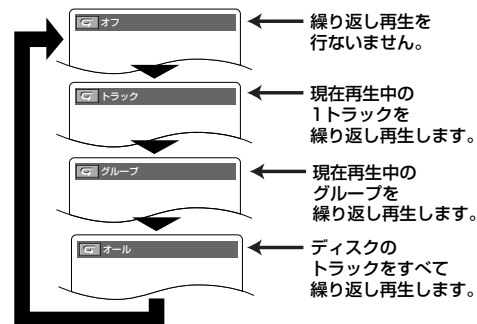 オフ
繰り返し再生を
行ないません。
トラック
現在再生中の
1トラックを
繰り返し再生します。
グループ
現在再生中の
グループを
繰り返し再生します。
オール
ディスクの
トラックをすべて
繰り返し再生します。